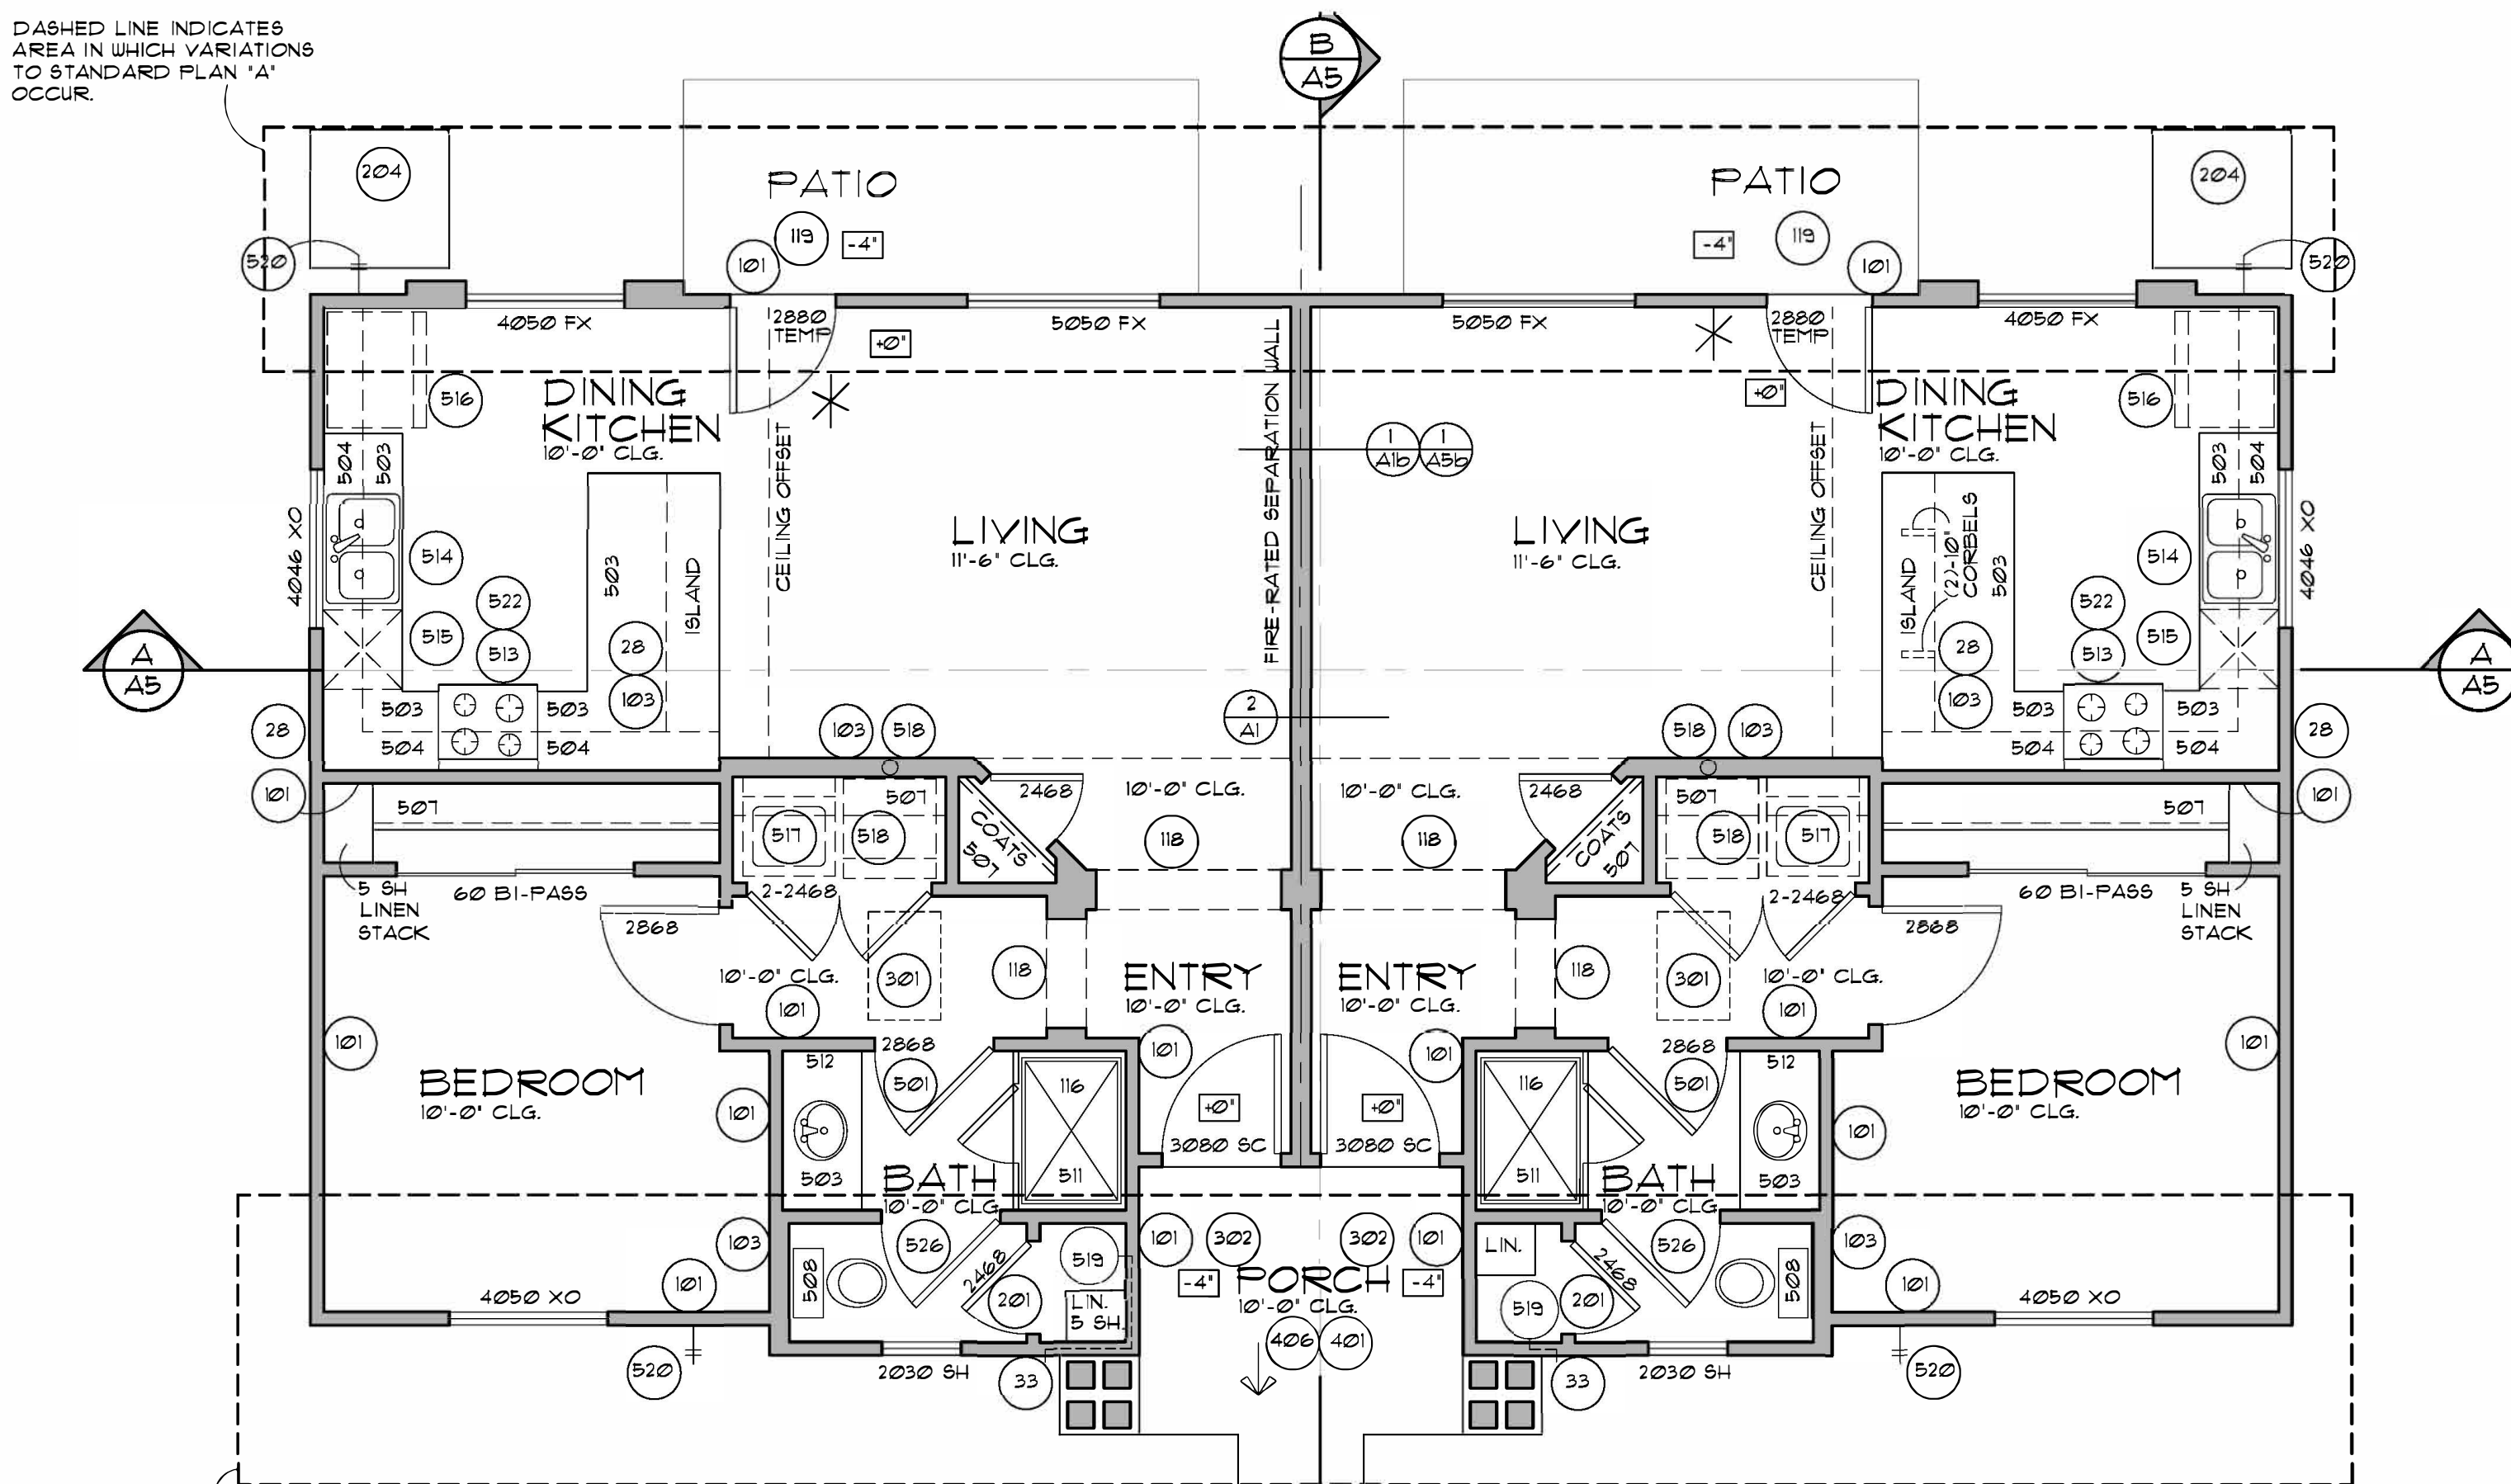 DASHED LINE INDICATES
AREA IN WHICH VARIATIONS
TO STANDARD PLAN "A"
OCCUR.
B
A5
204
204
PATIO
PATIO
119
-4"
-4"
119
520
101
101
520
4050 FX
2880
TEMP
5050 FX
5050 FX
2880
TEMP
4050 FX
+0"
+0"
516
DINING
KITCHEN
10'-0" CLG.
DINING
KITCHEN
10'-0" CLG.
516
504
503
CEILING OFFSET
FIRE-RATED SEPARATION WALL
1
A1b
1
A5b
CEILING OFFSET
503
504
4046 XO
514
522
515
513
503
ISLAND
28
103
LIVING
11'-6" CLG.
LIVING
11'-6" CLG.
ISLAND
(2)-10"
CORBELS
503
28
103
514
522
515
513
4046 XO
A
A5
A
A5
503
503
504
504
2
A1
503
503
504
504
28
103
518
518
103
28
101
507
507
2468
10'-0" CLG.
10'-0" CLG.
2468
507
507
101
517
518
COATS
507
118
118
COATS
507
518
517
5 SH
LINEN
STACK
60 BI-PASS
2-2468
2-2468
60 BI-PASS
5 SH
LINEN
STACK
2868
2868
10'-0" CLG.
301
118
ENTRY
10'-0" CLG.
ENTRY
10'-0" CLG.
118
301
10'-0" CLG.
101
101
101
101
2868
101
101
2868
512
501
116
116
501
512
BEDROOM
10'-0" CLG.
BEDROOM
10'-0" CLG.
101
+0"
+0"
101
3080 SC
3080 SC
503
BATH
10'-0" CLG
511
511
BATH
10'-0" CLG
503
103
526
519
101
302
302
101
LIN.
526
103
508
2468
-4"
PORCH
10'-0" CLG.
-4"
2468
508
101
201
LIN.
5 SH.
519
201
101
4050 XO
4050 XO
406
401
520
2030 SH
33
33
2030 SH
520